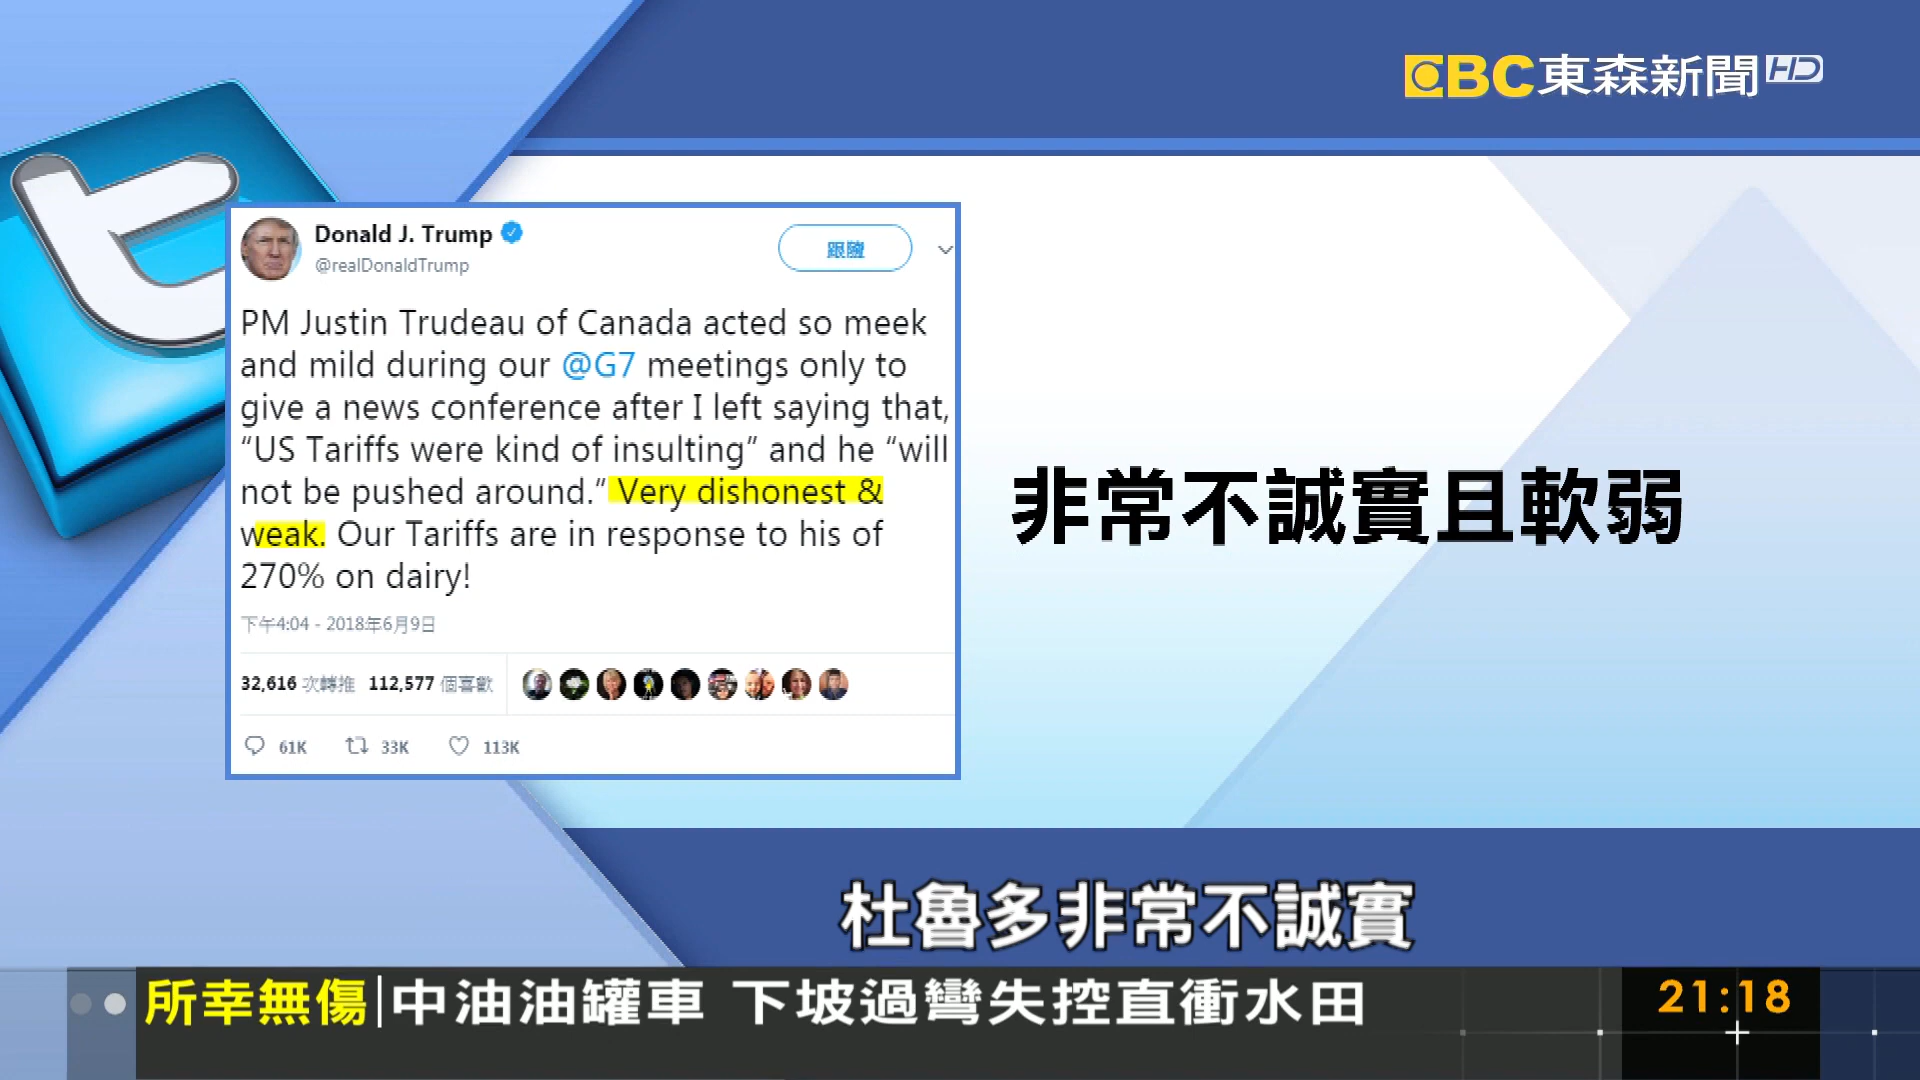 EBC東森新聞HD
Donald J. Trump
@realDonaldTrump
跟隨
PM Justin Trudeau of Canada acted so meek
and mild during our @G7 meetings only to
give a news conference after I left saying that,
“US Tariffs were kind of insulting” and he “will
not be pushed around.” Very dishonest &
weak. Our Tariffs are in response to his of
270% on dairy!
下午4:04 - 2018年6月9日
32,616 次轉推 112,577 個喜歡
61K 33K 113K
非常不誠實且軟弱
杜魯多非常不誠實
所幸無傷|中油油罐車 下坡過彎失控直衝水田
21:18